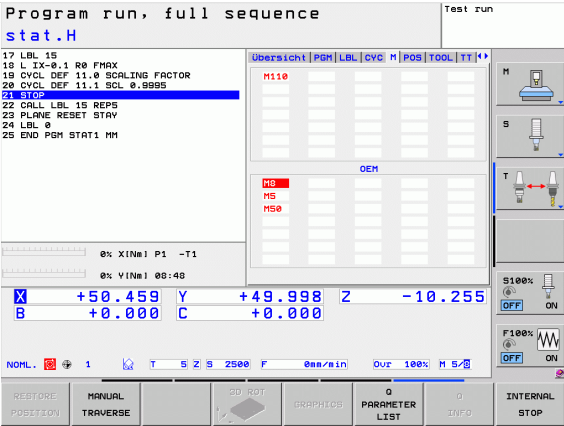 Program run, full sequence
Test run
stat.H
17 LBL 15
18 L IX-0.1 R0 FMAX
19 CYCL DEF 11.0 SCALING FACTOR
20 CYCL DEF 11.1 SCL 0.9995
21 STOP
22 CALL LBL 15 REP5
23 PLANE RESET STAY
24 LBL 0
25 END PGM STAT1 MM
0% X[Nm] P1 -T1
0% Y[Nm] 08:48
Übersicht PGM LBL CYC M POS TOOL TT
M110
OEM
M8
M5
M50
M
S
T
S100%
OFF ON
F100%
OFF ON
X +50.459 Y +49.998 Z -10.255
B +0.000 C +0.000
NOML. 1 T 5 Z S 2500 F 0mm/min Ovr 100% M 5/8
RESTORE POSITION
MANUAL TRAVERSE
3D ROT
GRAPHICS
Q PARAMETER LIST
Q INFO
INTERNAL STOP